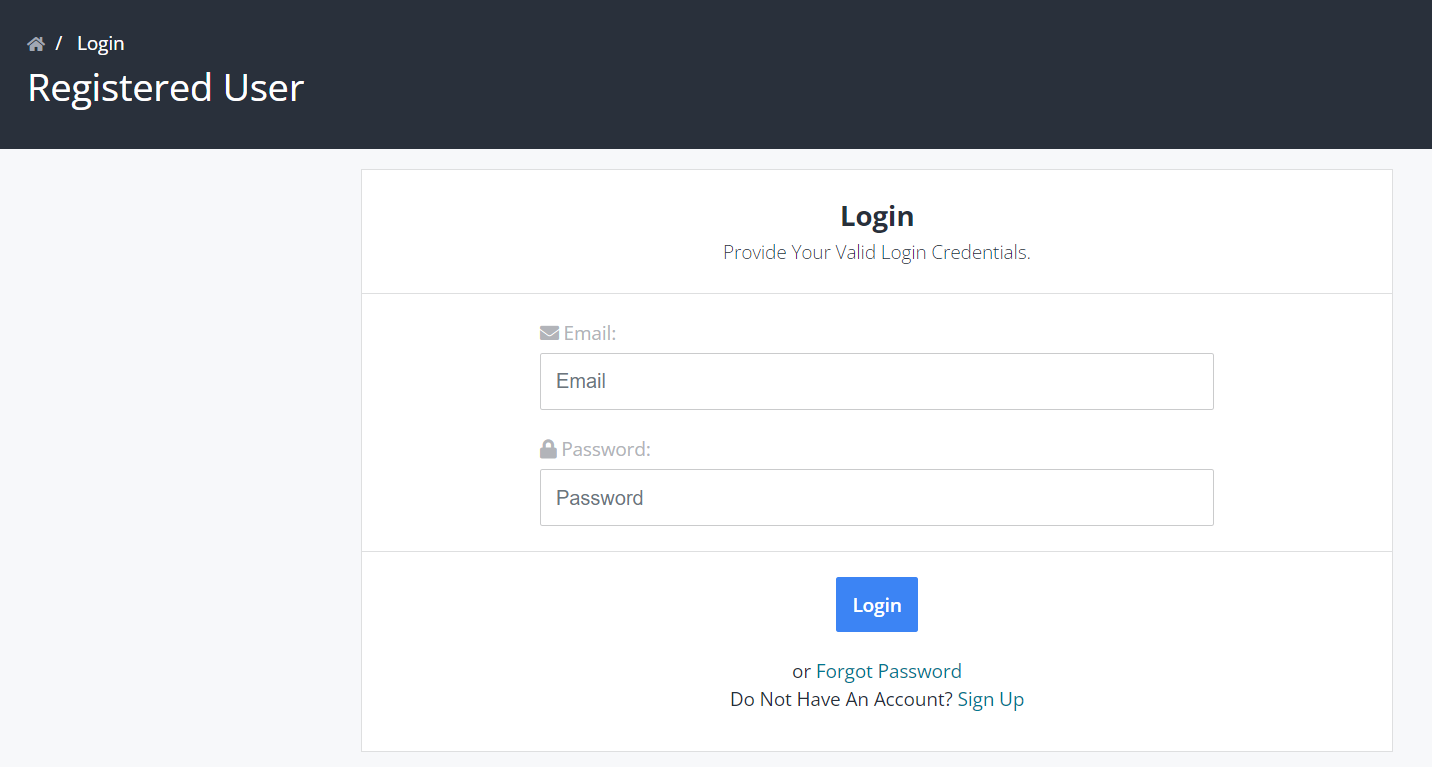 / Login
Registered User
Login
Provide Your Valid Login Credentials.
Email:
Email
Password:
Password
Login
or Forgot Password
Do Not Have An Account? Sign Up